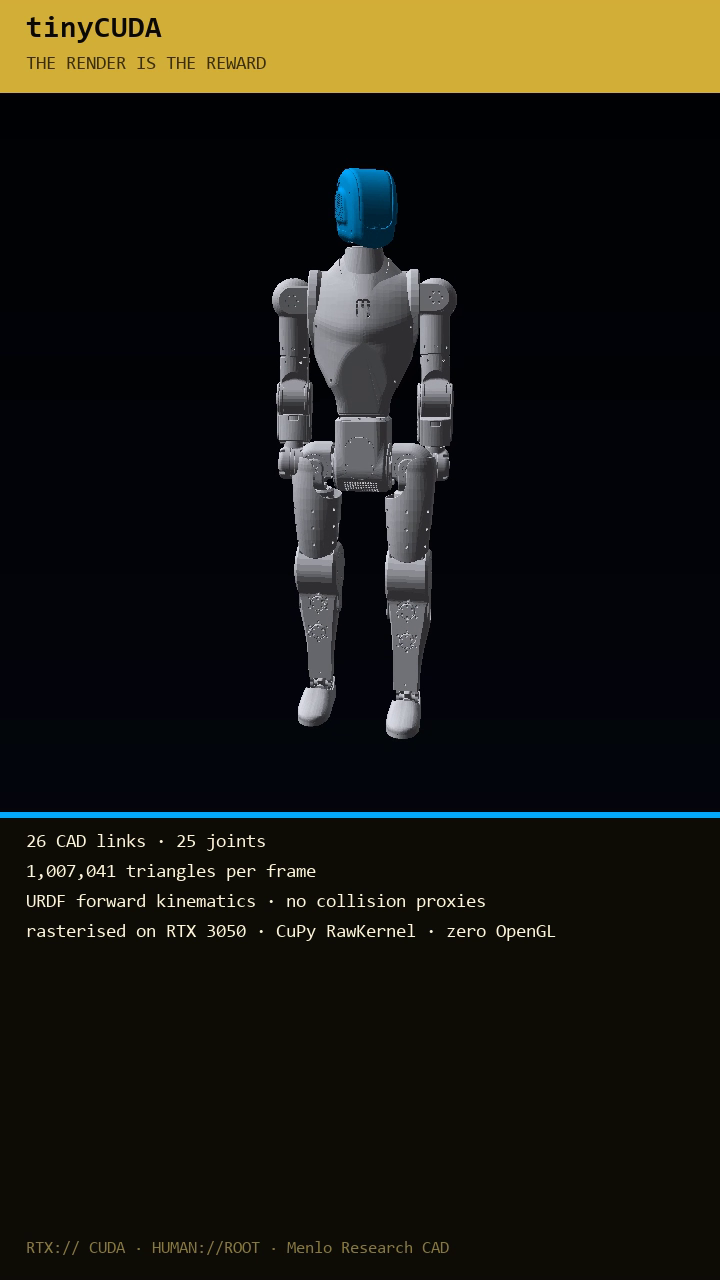 tinyCUDA
THE RENDER IS THE REWARD
26 CAD links · 25 joints
1,007,041 triangles per frame
URDF forward kinematics · no collision proxies
rasterised on RTX 3050 · CuPy RawKernel · zero OpenGL
RTX:// CUDA · HUMAN://ROOT · Menlo Research CAD